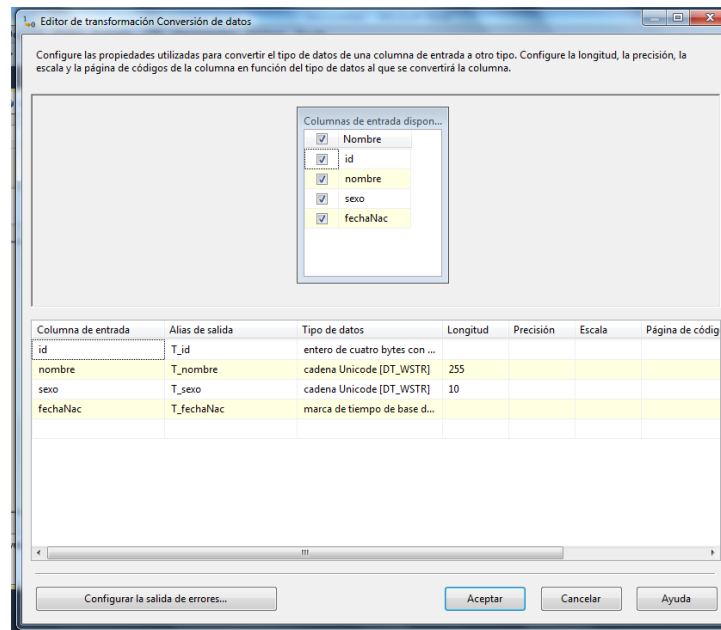 Editor de transformación Conversión de datos
Configure las propiedades utilizadas para convertir el tipo de datos de una columna de entrada a otro tipo. Configure la longitud, la precisión, la
escala y la página de códigos de la columna en función del tipo de datos al que se convertirá la columna.
Columnas de entrada dispon...
Nombre
id
nombre
sexo
fechaNac
Columna de entrada Alias de salida Tipo de datos Longitud Precisión Escala Página de códig
id T_id entero de cuatro bytes con ...
nombre T_nombre cadena Unicode [DT_WSTR] 255
sexo T_sexo cadena Unicode [DT_WSTR] 10
fechaNac T_fechaNac marca de tiempo de base d...
Configurar la salida de errores... Aceptar Cancelar Ayuda